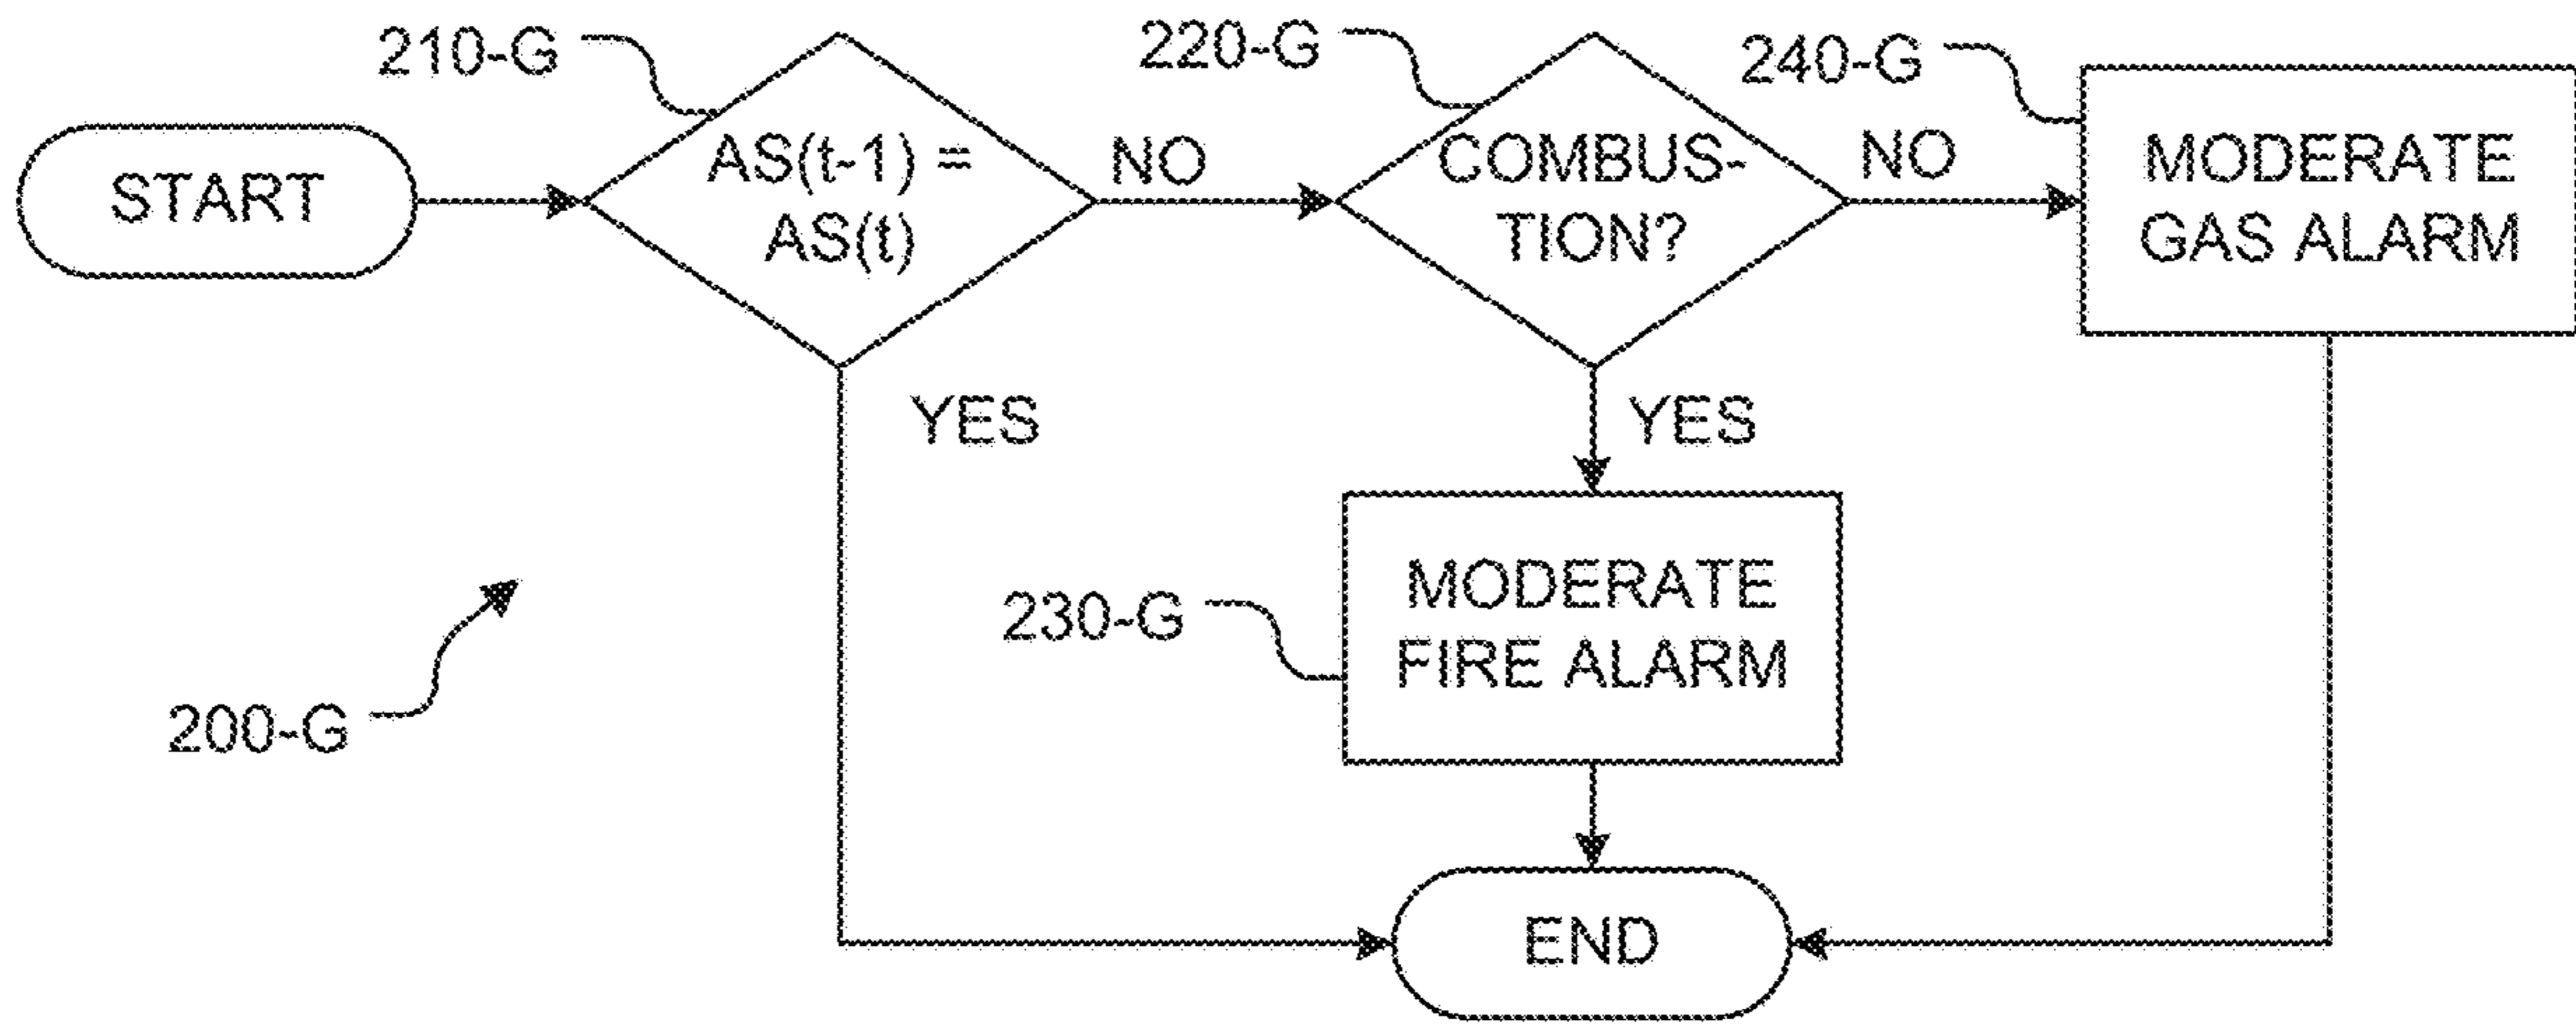 210-G
220-G
240-G
START
AS(t-1) =
AS(t)
NO
COMBUS-
TION?
NO
MODERATE
GAS ALARM
YES
YES
230-G
MODERATE
FIRE ALARM
200-G
END